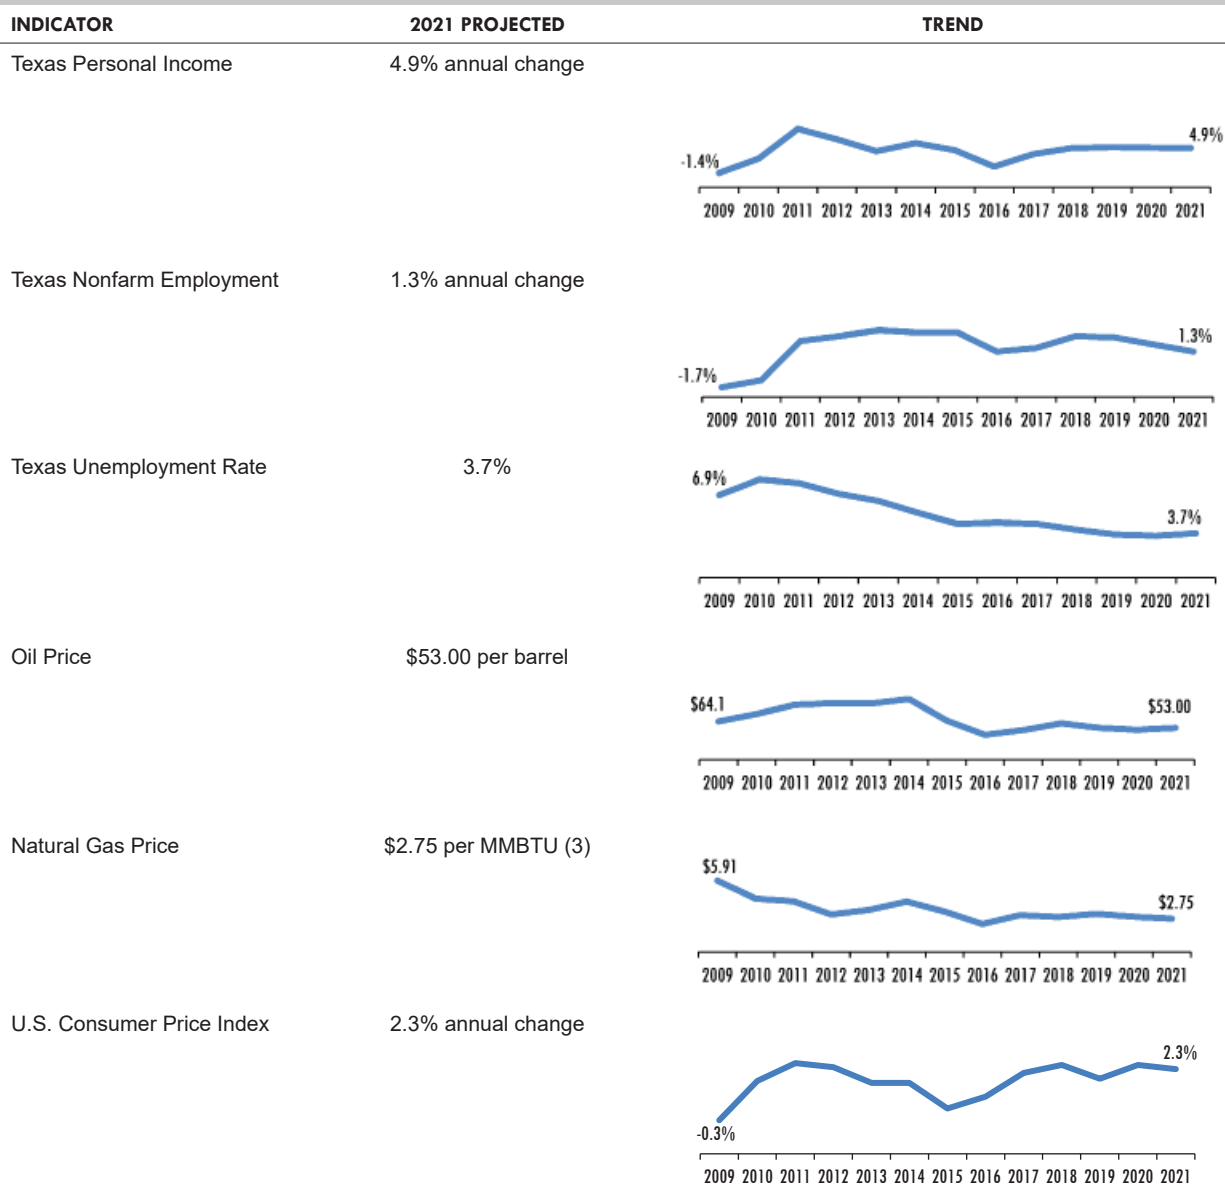 INDICATOR 2021 PROJECTED TREND
Texas Personal Income 4.9% annual change
4.9%
-1.4%
2009 2010 2011 2012 2013 2014 2015 2016 2017 2018 2019 2020 2021
Texas Nonfarm Employment 1.3% annual change
1.3%
-1.7%
2009 2010 2011 2012 2013 2014 2015 2016 2017 2018 2019 2020 2021
Texas Unemployment Rate 3.7%
6.9%
3.7%
2009 2010 2011 2012 2013 2014 2015 2016 2017 2018 2019 2020 2021
Oil Price $53.00 per barrel
$64.1 $53.00
2009 2010 2011 2012 2013 2014 2015 2016 2017 2018 2019 2020 2021
Natural Gas Price $2.75 per MMBTU (3)
$5.91
$2.75
2009 2010 2011 2012 2013 2014 2015 2016 2017 2018 2019 2020 2021
U.S. Consumer Price Index 2.3% annual change
2.3%
-0.3%
2009 2010 2011 2012 2013 2014 2015 2016 2017 2018 2019 2020 2021